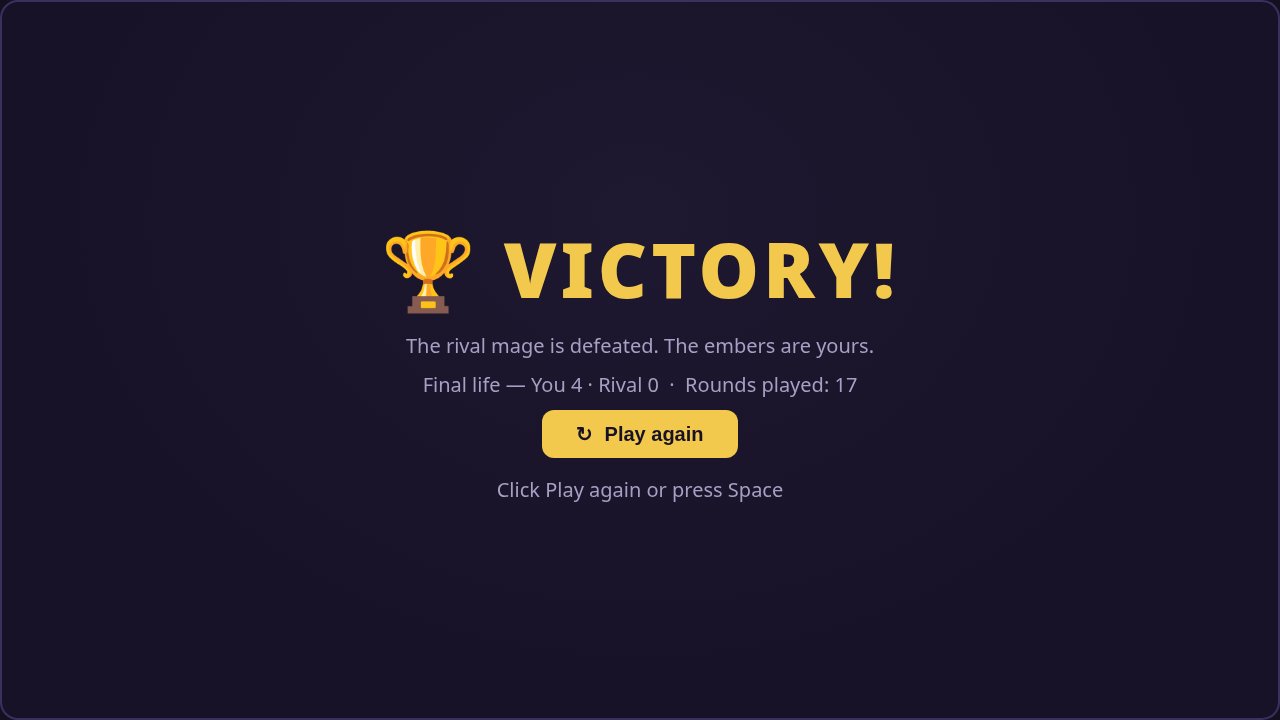 🏆 VICTORY!
The rival mage is defeated. The embers are yours.
Final life — You 4 · Rival 0 · Rounds played: 17
↻ Play again
Click Play again or press Space